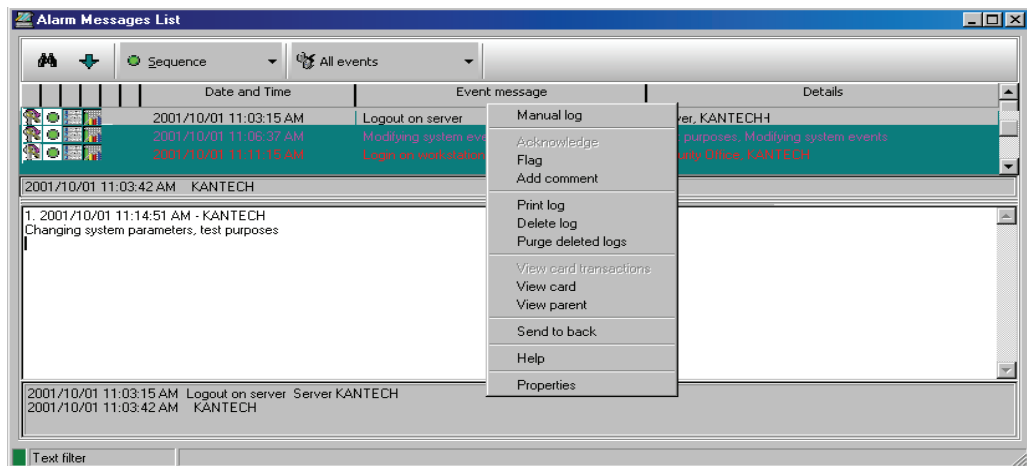 Alarm Messages List
Sequence All events
Date and Time Event message Details
2001/10/01 11:03:15 AM Logout on server ver, KANTECHH
2001/10/01 11:06:37 AM Modifying system eve purposes, Modifying system events
2001/10/01 11:11:15 AM Login on workstation urity Office, KANTECH
2001/10/01 11:03:42 AM KANTECH
1. 2001/10/01 11:14:51 AM - KANTECH
Changing system parameters, test purposes
Manual log
Acknowledge
Flag
Add comment
Print log
Delete log
Purge deleted logs
View card transactions
View card
View parent
Send to back
Help
Properties
2001/10/01 11:03:15 AM Logout on server Server KANTECH
2001/10/01 11:03:42 AM KANTECH
Text filter